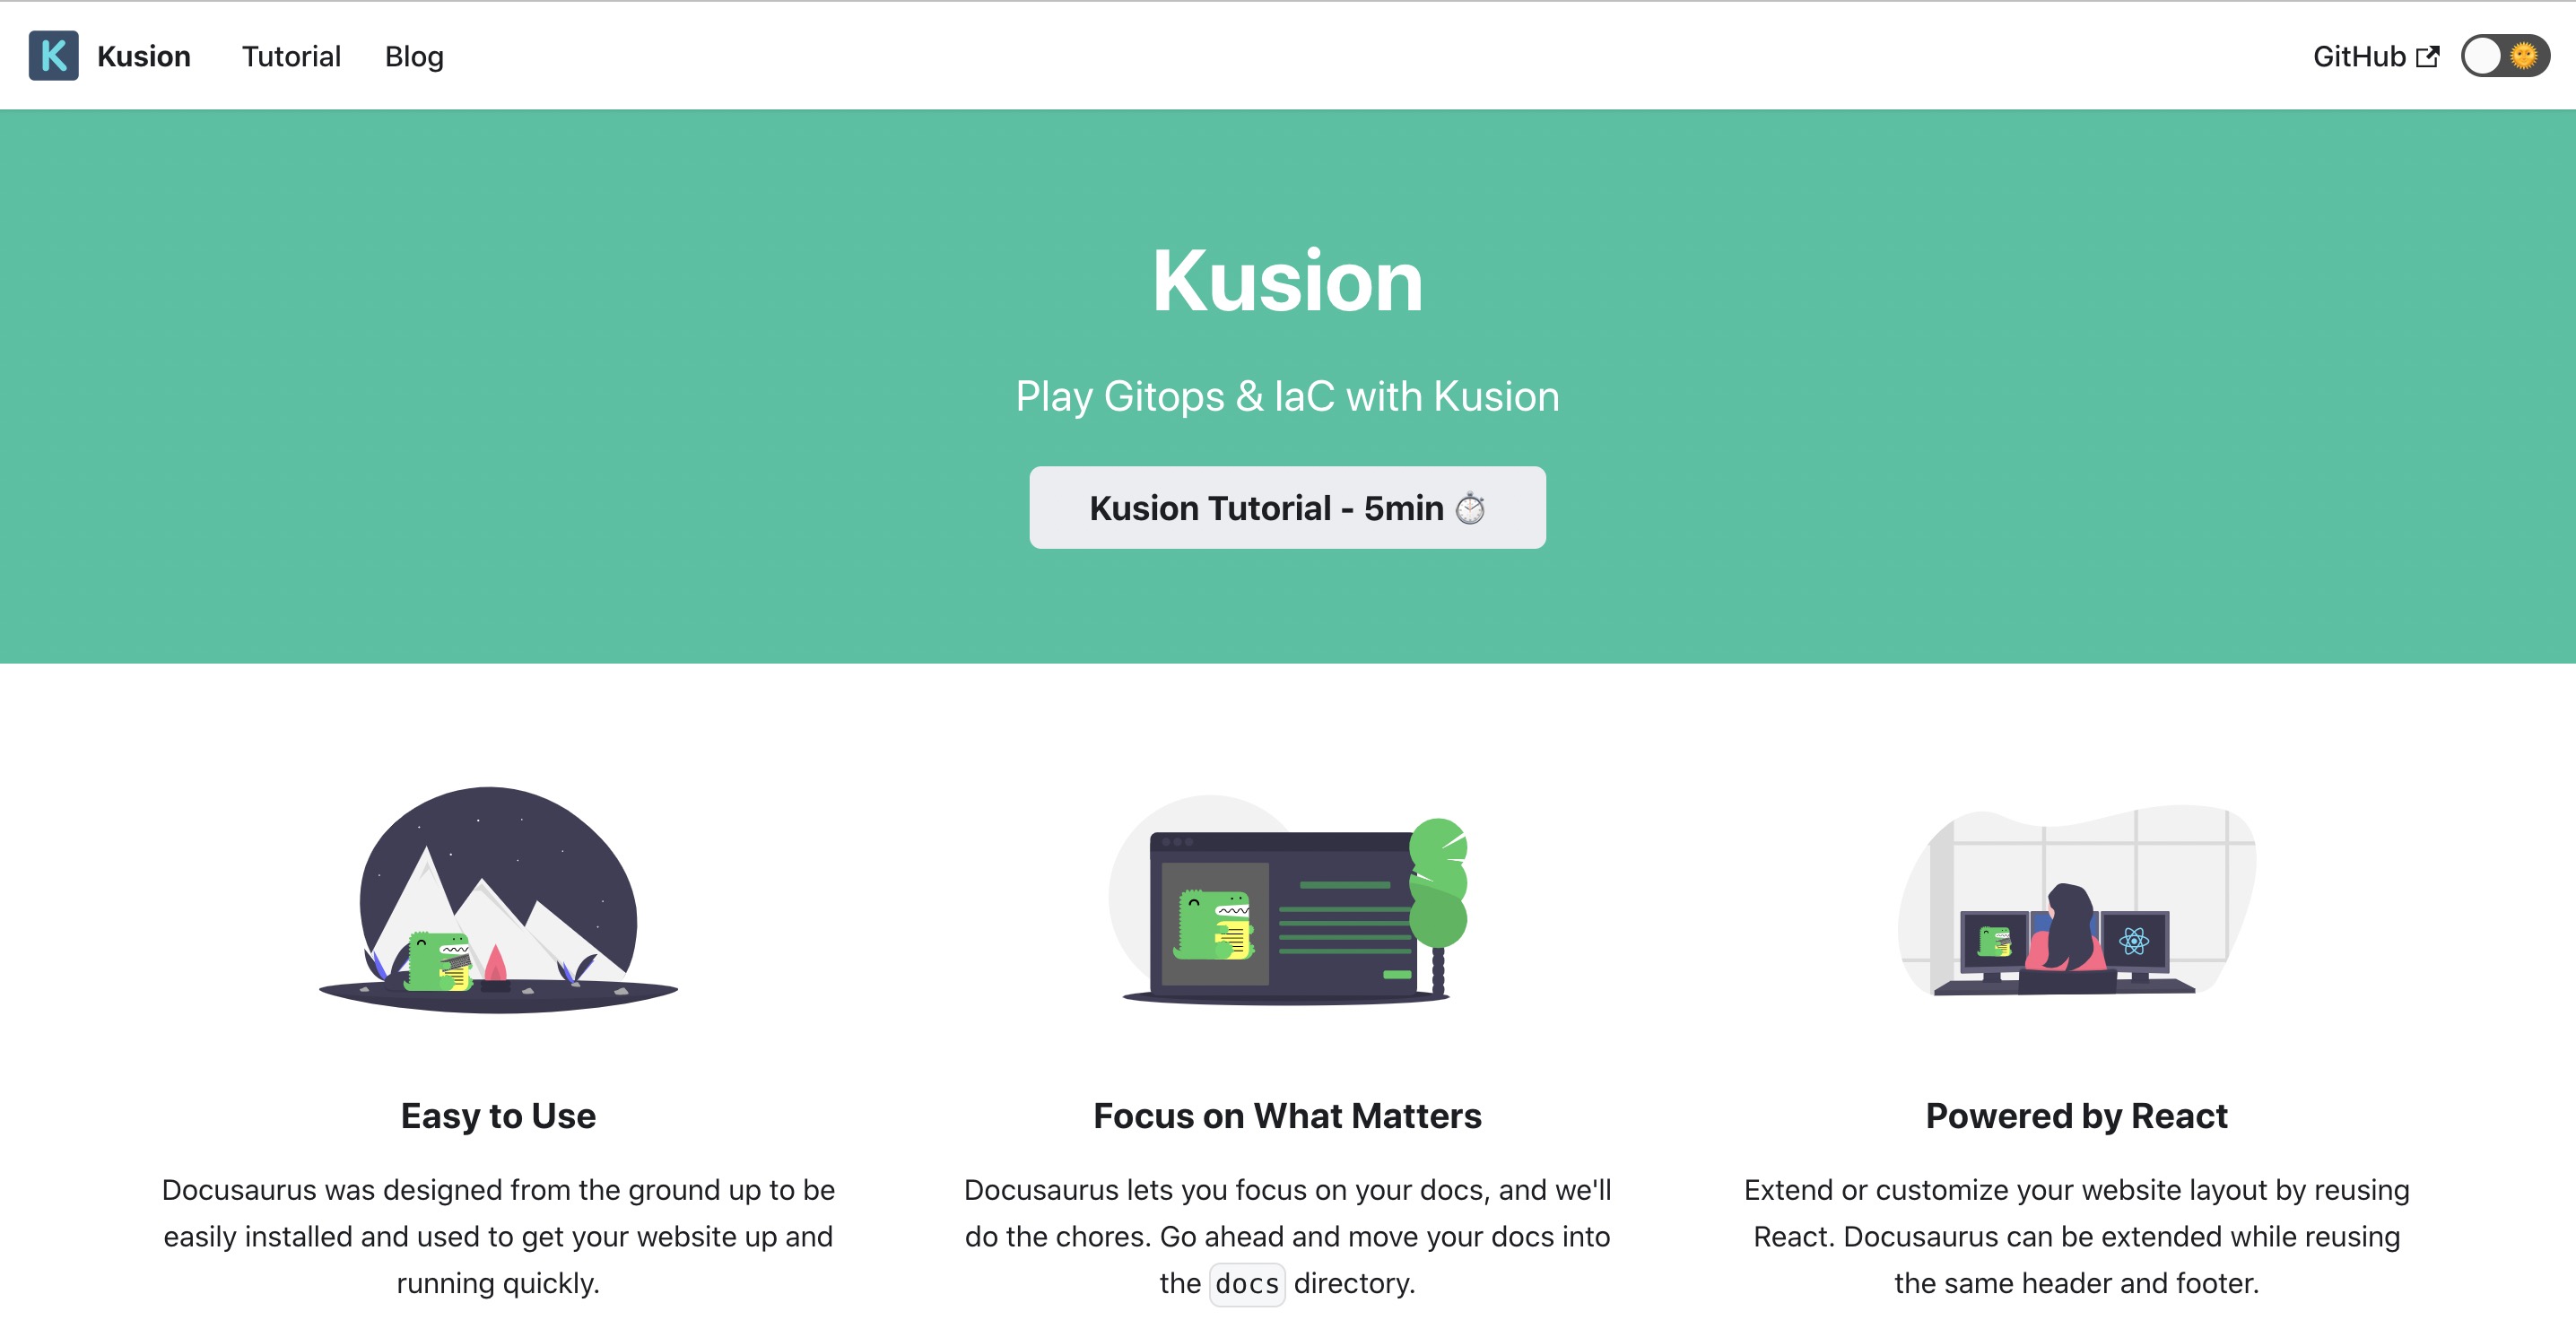 K Kusion Tutorial Blog GitHub
Kusion
Play Gitops & IaC with Kusion
Kusion Tutorial - 5min ⏱️
Easy to Use
Docusaurus was designed from the ground up to be
easily installed and used to get your website up and
running quickly.
Focus on What Matters
Docusaurus lets you focus on your docs, and we'll
do the chores. Go ahead and move your docs into
the docs directory.
Powered by React
Extend or customize your website layout by reusing
React. Docusaurus can be extended while reusing
the same header and footer.